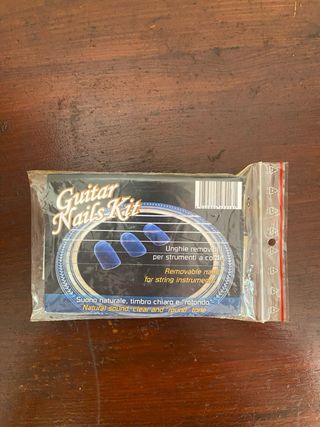 Guitar
Nails Kit
Unghie removibili
per strumenti a corde
Removable nails
for string instruments
Suono naturale, timbro chiaro e "rotondo"
Natural sound, clear and "round" tone